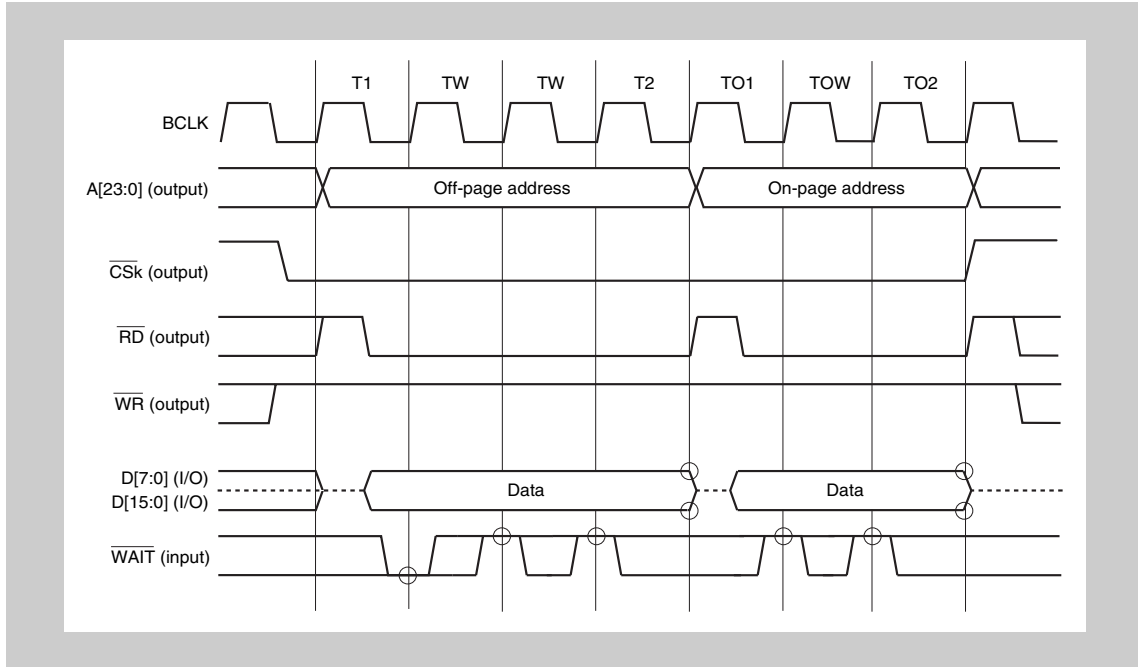 T1 TW TW T2 TO1 TOW TO2
BCLK
A[23:0] (output) Off-page address On-page address
CSk (output)
RD (output)
WR (output)
D[7:0] (I/O)
Data Data
D[15:0] (I/O)
WAIT (input)